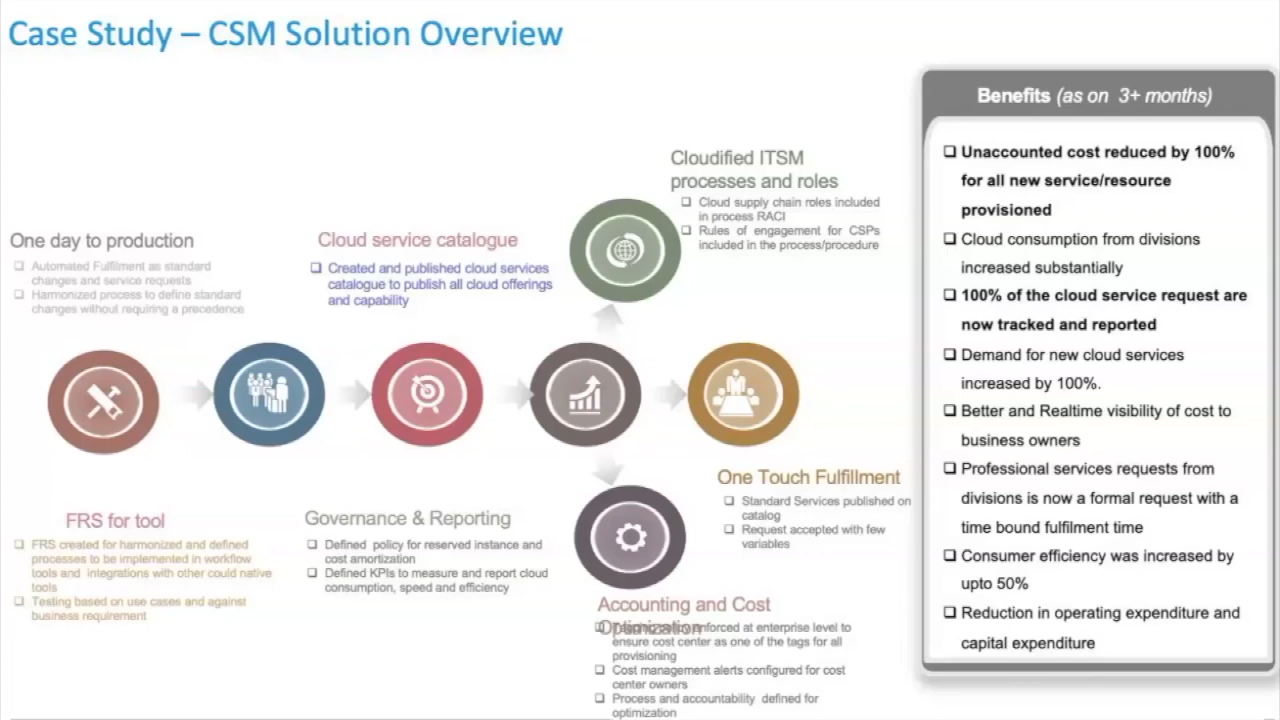 Case Study – CSM Solution Overview
One day to production
❑ Automated Fulfilment as standard
changes and service requests
❑ Harmonized process to define standard
changes without requiring a precedence
Cloud service catalogue
❑ Created and published cloud services
catalogue to publish all cloud offerings
and capability
Cloudified ITSM
processes and roles
❑ Cloud supply chain roles included
in process RACI
❑ Rules of engagement for CSPs
included in the process/procedure
FRS for tool
❑ FRS created for harmonized and defined
processes to be implemented in workflow
tools and integrations with other could native
tools
❑ Testing based on use cases and against
business requirement
Governance & Reporting
❑ Defined policy for reserved instance and
cost amortization
❑ Defined KPIs to measure and report cloud
consumption, speed and efficiency
One Touch Fulfillment
❑ Standard Services published on
catalog
❑ Request accepted with few
variables
Accounting and Cost
Optimization
❑ enforced at enterprise level to
ensure cost center as one of the tags for all
provisioning
❑ Cost management alerts configured for cost
center owners
❑ Process and accountability defined for
optimization
Benefits (as on 3+ months)
❑ Unaccounted cost reduced by 100%
for all new service/resource
provisioned
❑ Cloud consumption from divisions
increased substantially
❑ 100% of the cloud service request are
now tracked and reported
❑ Demand for new cloud services
increased by 100%.
❑ Better and Realtime visibility of cost to
business owners
❑ Professional services requests from
divisions is now a formal request with a
time bound fulfilment time
❑ Consumer efficiency was increased by
upto 50%
❑ Reduction in operating expenditure and
capital expenditure